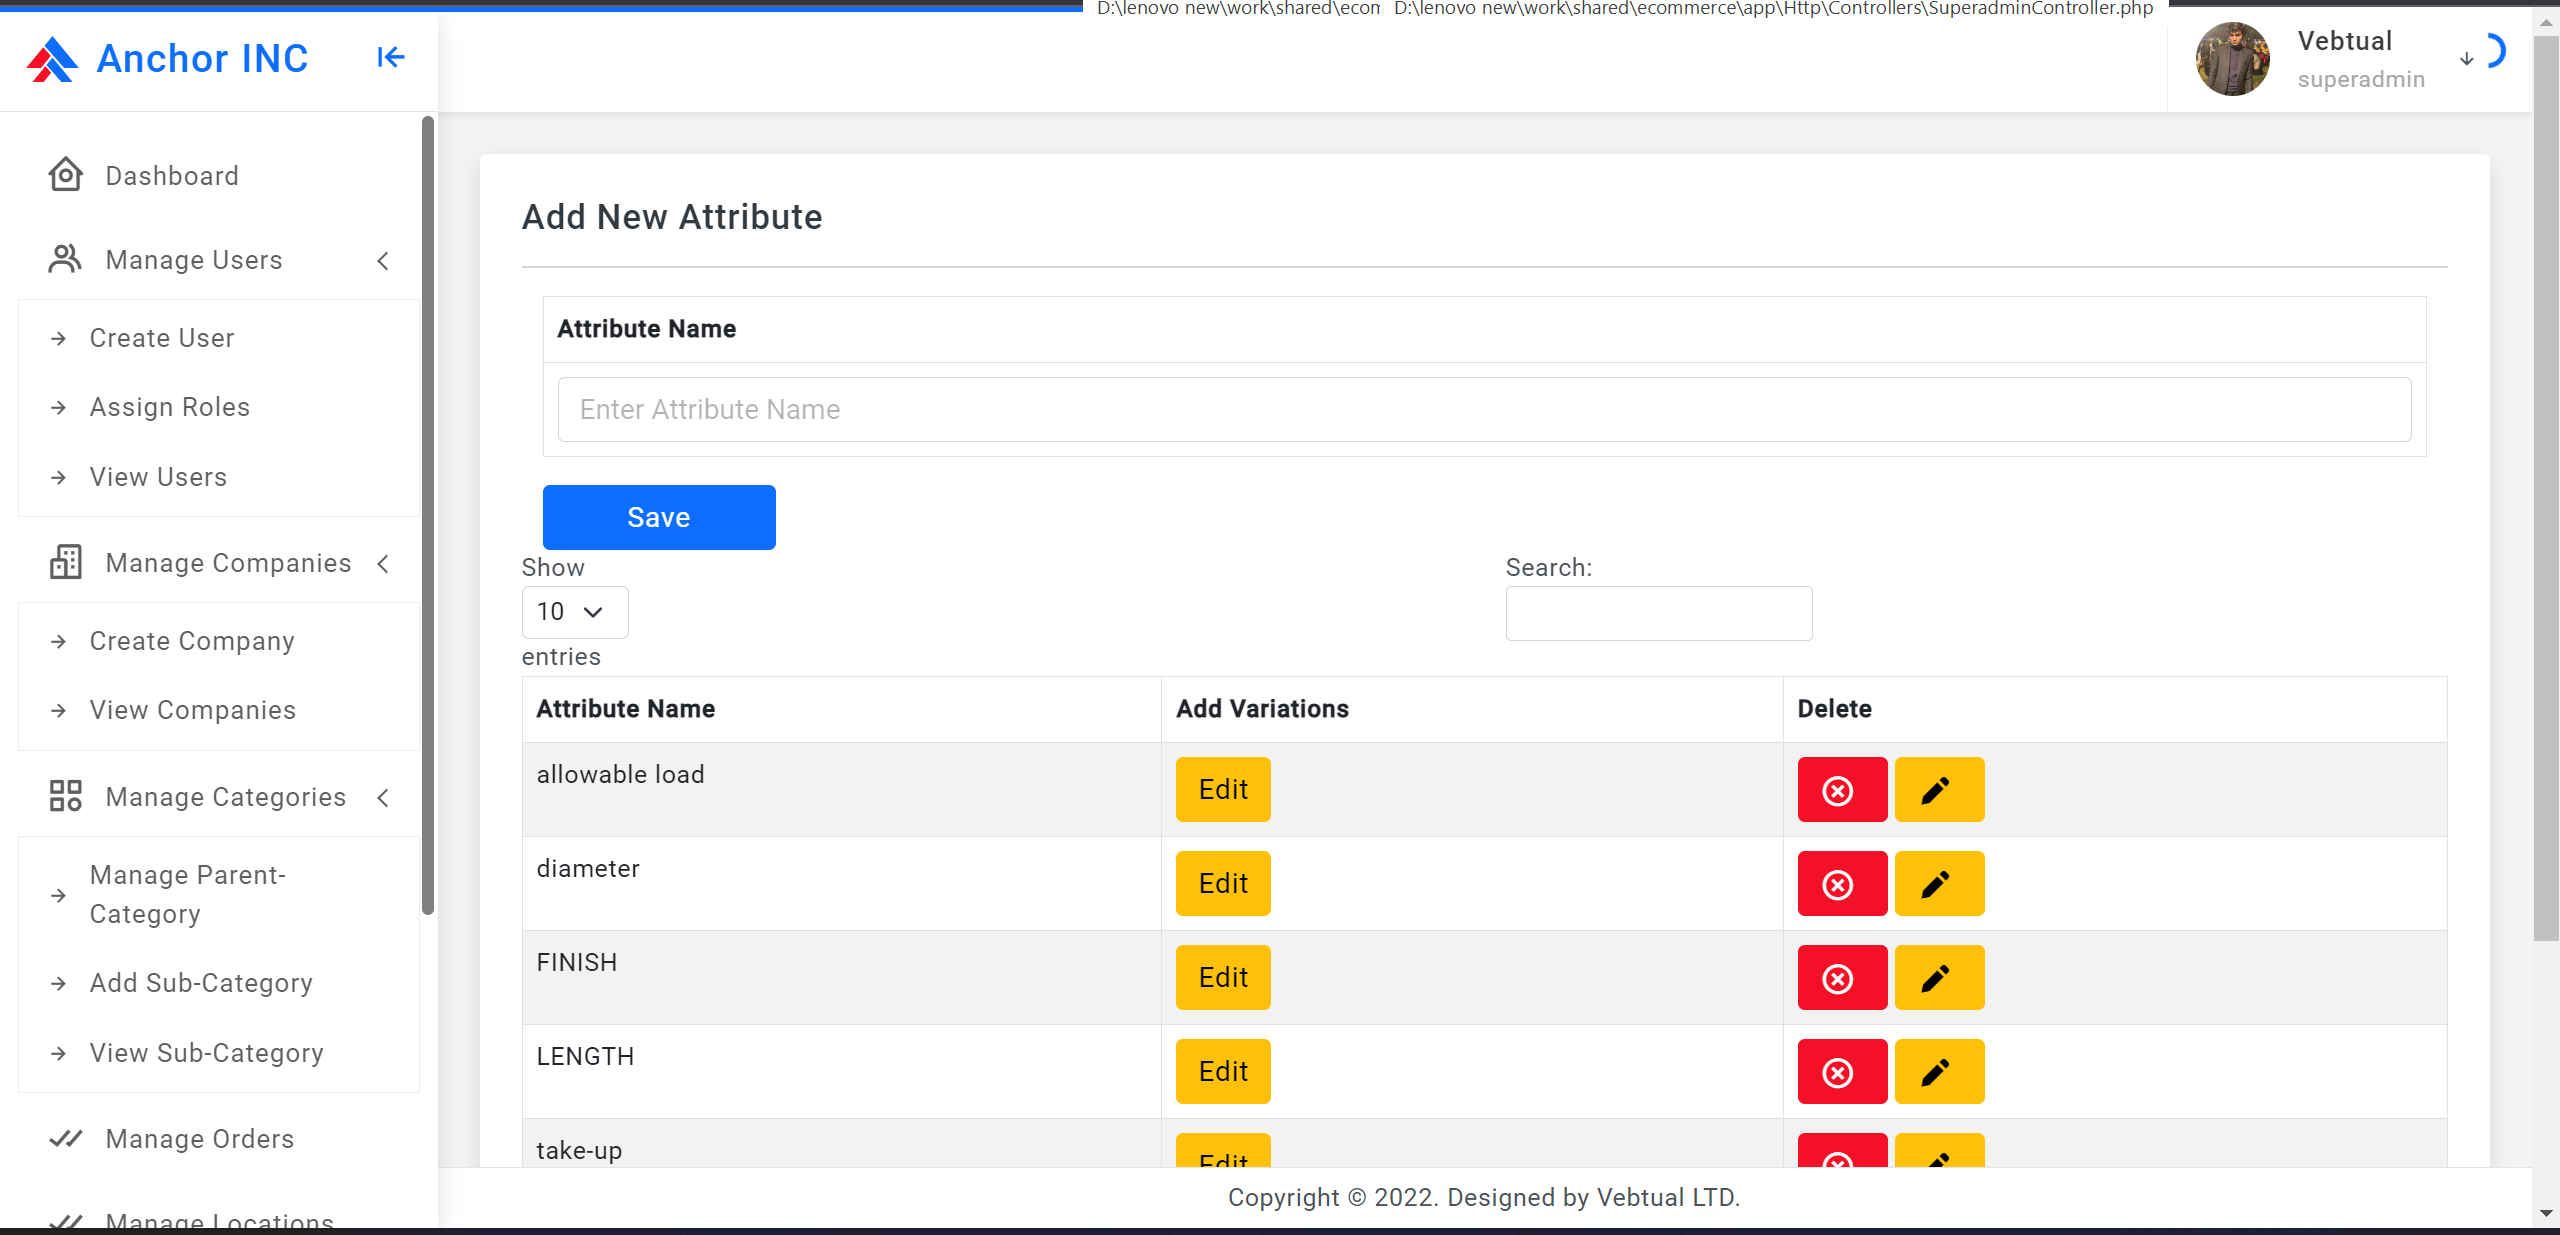 D:\lenovo new\work\shared\ecom
D:\lenovo new\work\shared\ecommerce\app\Http\Controllers\SuperadminController.php
Anchor INC
Vebtual
superadmin
Dashboard
Manage Users
Create User
Assign Roles
View Users
Manage Companies
Create Company
View Companies
Manage Categories
Manage Parent-
Category
Add Sub-Category
View Sub-Category
Manage Orders
Manage Locations
Add New Attribute
Attribute Name
Enter Attribute Name
Save
Show
10
entries
Search:
Attribute Name Add Variations Delete
allowable load Edit
diameter Edit
FINISH Edit
LENGTH Edit
take-up Edit
Copyright © 2022. Designed by Vebtual LTD.